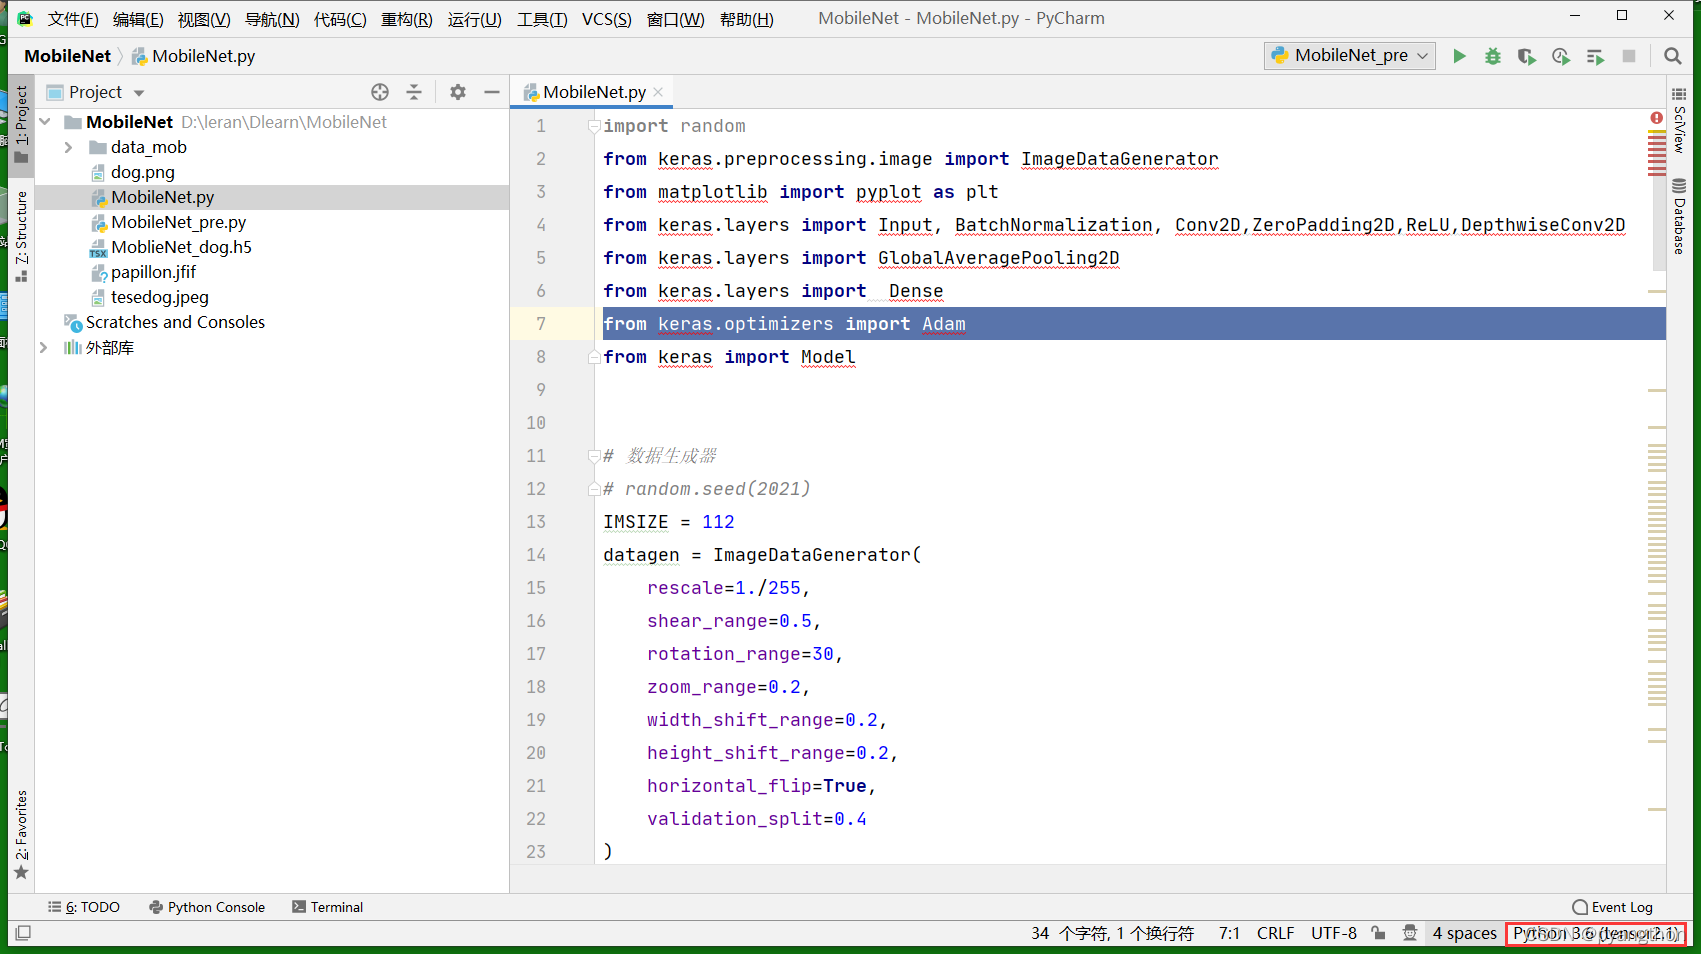 文件(F) 编辑(E) 视图(V) 导航(N) 代码(C) 重构(R) 运行(U) 工具(T) VCS(S) 窗口(W) 帮助(H) MobileNet - MobileNet.py - PyCharm
MobileNet MobileNet.py MobileNet_pre
1: Project
7: Structure
2: Favorites
Project
MobileNet D:\leran\Dlearn\MobileNet
data_mob
dog.png
MobileNet.py
MobileNet_pre.py
MoblieNet_dog.h5
papillon.jfif
tesedog.jpeg
Scratches and Consoles
外部库
MobileNet.py
1 import random
2 from keras.preprocessing.image import ImageDataGenerator
3 from matplotlib import pyplot as plt
4 from keras.layers import Input, BatchNormalization, Conv2D,ZeroPadding2D,ReLU,DepthwiseConv2D
5 from keras.layers import GlobalAveragePooling2D
6 from keras.layers import  Dense
7 from keras.optimizers import Adam
8 from keras import Model
9
10
11 # 数据生成器
12 # random.seed(2021)
13 IMSIZE = 112
14 datagen = ImageDataGenerator(
15 rescale=1./255,
16 shear_range=0.5,
17 rotation_range=30,
18 zoom_range=0.2,
19 width_shift_range=0.2,
20 height_shift_range=0.2,
21 horizontal_flip=True,
22 validation_split=0.4
23 )
SciView
Database
6: TODO Python Console Terminal Event Log
34 个字符, 1 个换行符 7:1 CRLF UTF-8 4 spaces Python 3.6 (tensor2.1)